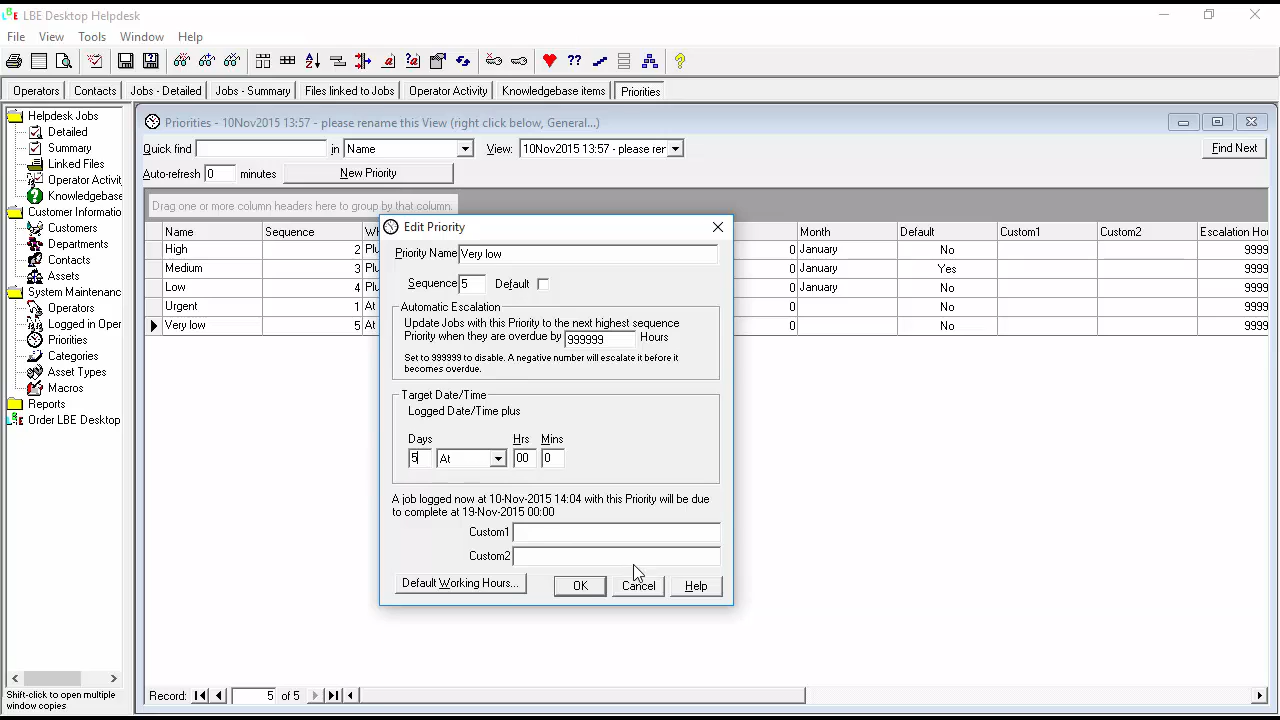 LBE Desktop Helpdesk
File View Tools Window Help
Operators Contacts Jobs - Detailed Jobs - Summary Files linked to Jobs Operator Activity Knowledgebase items Priorities
Helpdesk Jobs
Detailed
Summary
Linked Files
Operator Activit
Knowledgebase
Customer Informatio
Customers
Departments
Contacts
Assets
System Maintenanc
Operators
Logged in Oper
Priorities
Categories
Asset Types
Macros
Reports
Order LBE Desktop
Shift-click to open multiple
window copies
Priorities - 10Nov2015 13:57 - please rename this View (right click below, General...)
Quick find in Name View: 10Nov2015 13:57 - please rer Find Next
Auto-refresh 0 minutes New Priority
Drag one or more column headers here to group by that column.
Name Sequence Wh Month Default Custom1 Custom2 Escalation Hou
High 2 Plu 0 January No 9999
Medium 3 Plu 0 January Yes 9999
Low 4 Plu 0 January No 9999
Urgent 1 At 0 No 9999
Very low 5 At 0 No 9999
Edit Priority
Priority Name Very low
Sequence 5 Default
Automatic Escalation
Update Jobs with this Priority to the next highest sequence
Priority when they are overdue by 999999 Hours
Set to 999999 to disable. A negative number will escalate it before it
becomes overdue.
Target Date/Time
Logged Date/Time plus
Days Hrs Mins
5 At 00 0
A job logged now at 10-Nov-2015 14:04 with this Priority will be due
to complete at 19-Nov-2015 00:00
Custom1
Custom2
Default Working Hours... OK Cancel Help
Record: 5 of 5